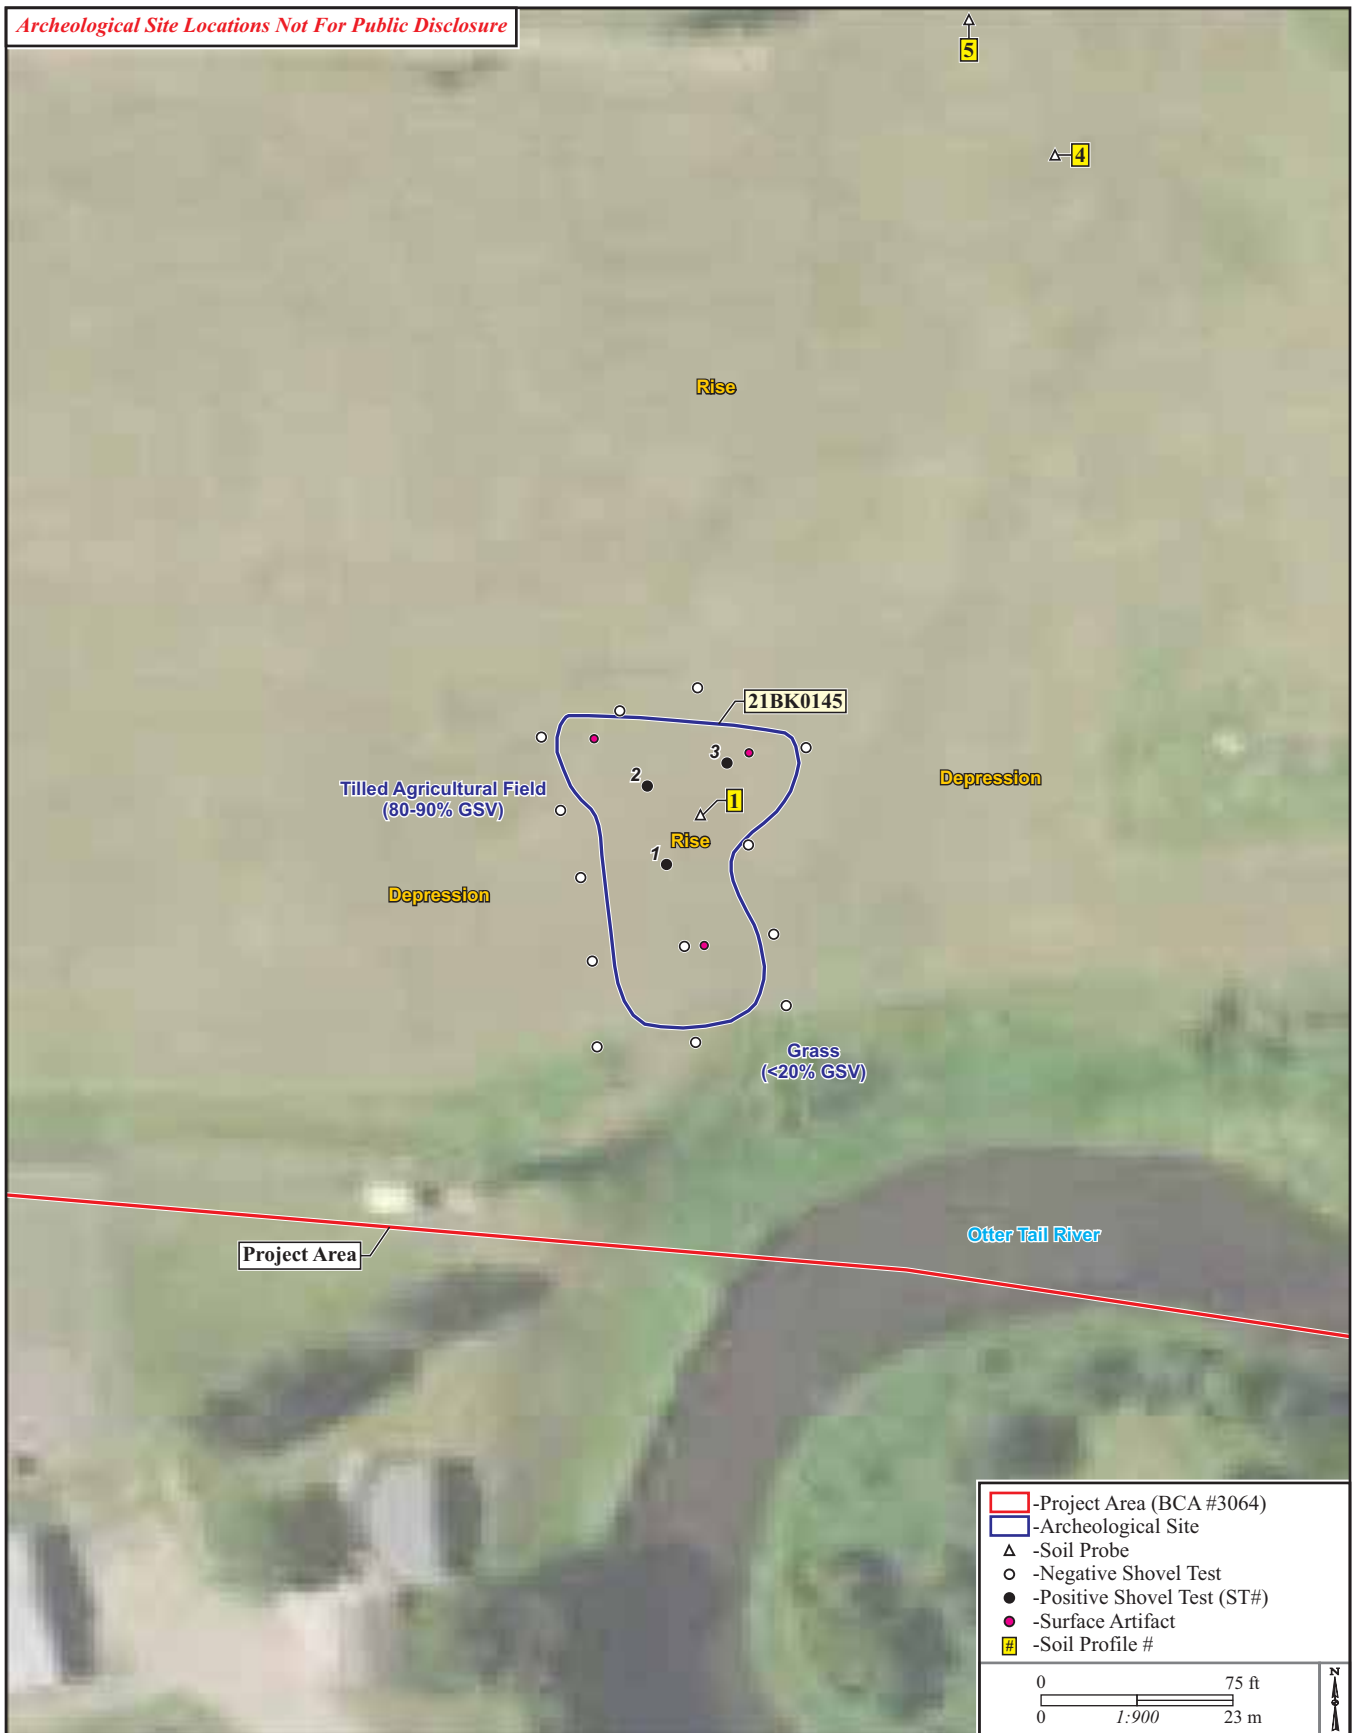 Archeological Site Locations Not For Public Disclosure
5
4
Rise
21BK0145
3
2
Depression
Tilled Agricultural Field
(80-90% GSV)
1
Rise
1
Depression
Grass
(<20% GSV)
Otter Tail River
Project Area
-Project Area (BCA #3064)
-Archeological Site
-Soil Probe
-Negative Shovel Test
-Positive Shovel Test (ST#)
-Surface Artifact
# -Soil Profile #
0 75 ft
0 1:900 23 m
N